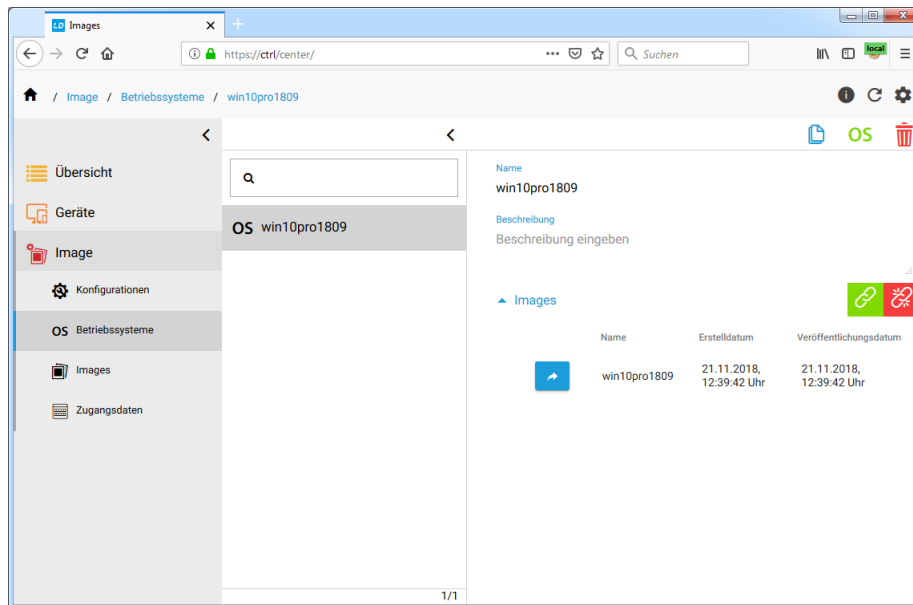 LD Images
https://ctrl/center/
Suchen
local
/ Image / Betriebssysteme / win10pro1809
OS
Übersicht
Geräte
Image
Konfigurationen
OS Betriebssysteme
Images
Zugangsdaten
OS win10pro1809
1/1
Name
win10pro1809
Beschreibung
Beschreibung eingeben
Images
Name Erstelldatum Veröffentlichungsdatum
win10pro1809 21.11.2018, 21.11.2018,
12:39:42 Uhr 12:39:42 Uhr